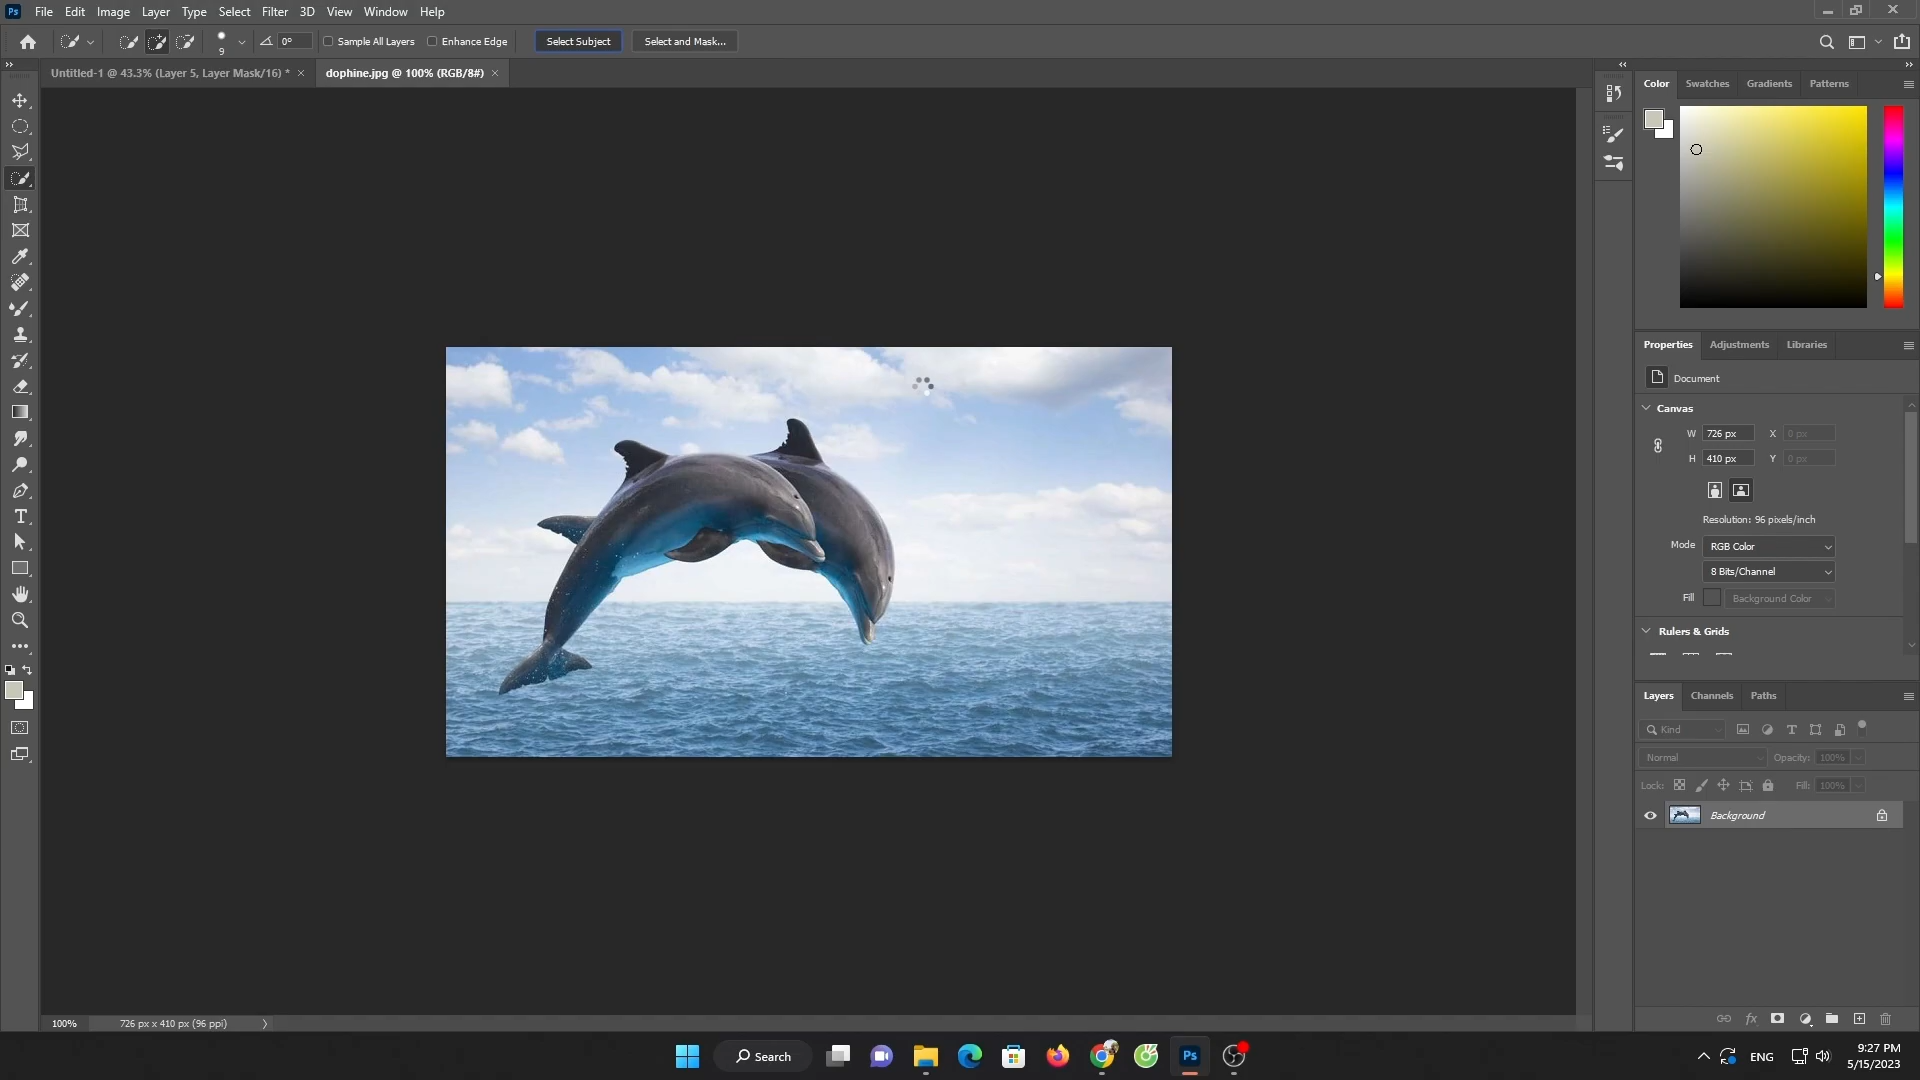 Ps File Edit Image Layer Type Select Filter 3D View Window Help
9 0° Sample All Layers Enhance Edge Select Subject Select and Mask...
Untitled-1 @ 43.3% (Layer 5, Layer Mask/16) * × dophine.jpg @ 100% (RGB/8#) ×
Color Swatches Gradients Patterns
Properties Adjustments Libraries
Document
Canvas
W 726 px X 0 px
H 410 px Y 0 px
Resolution: 96 pixels/inch
Mode RGB Color
8 Bits/Channel
Fill Background Color
Rulers & Grids
Layers Channels Paths
Kind
Normal Opacity: 100%
Lock: Fill: 100%
Background
100% 726 px x 410 px (96 ppi)
Search Ps ENG 9:27 PM
5/15/2023